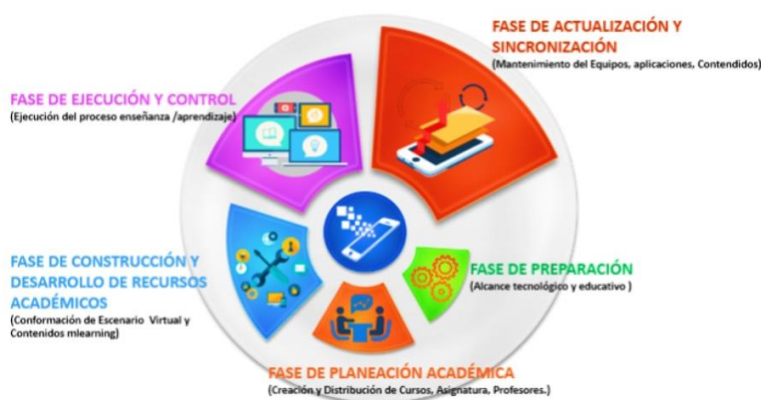 FASE DE ACTUALIZACIÓN Y
SINCRONIZACIÓN
(Mantenimiento del Equipos, aplicaciones, Contendidos)
FASE DE EJECUCIÓN Y CONTROL
(Ejecución del proceso enseñanza /aprendizaje)
FASE DE CONSTRUCCIÓN Y
DESARROLLO DE RECURSOS
ACADÉMICOS
(Conformación de Escenario Virtual y
Contenidos mlearning)
FASE DE PREPARACIÓN
(Alcance tecnológico y educativo )
FASE DE PLANEACIÓN ACADÉMICA
(Creación y Distribución de Cursos, Asignatura, Profesores.)